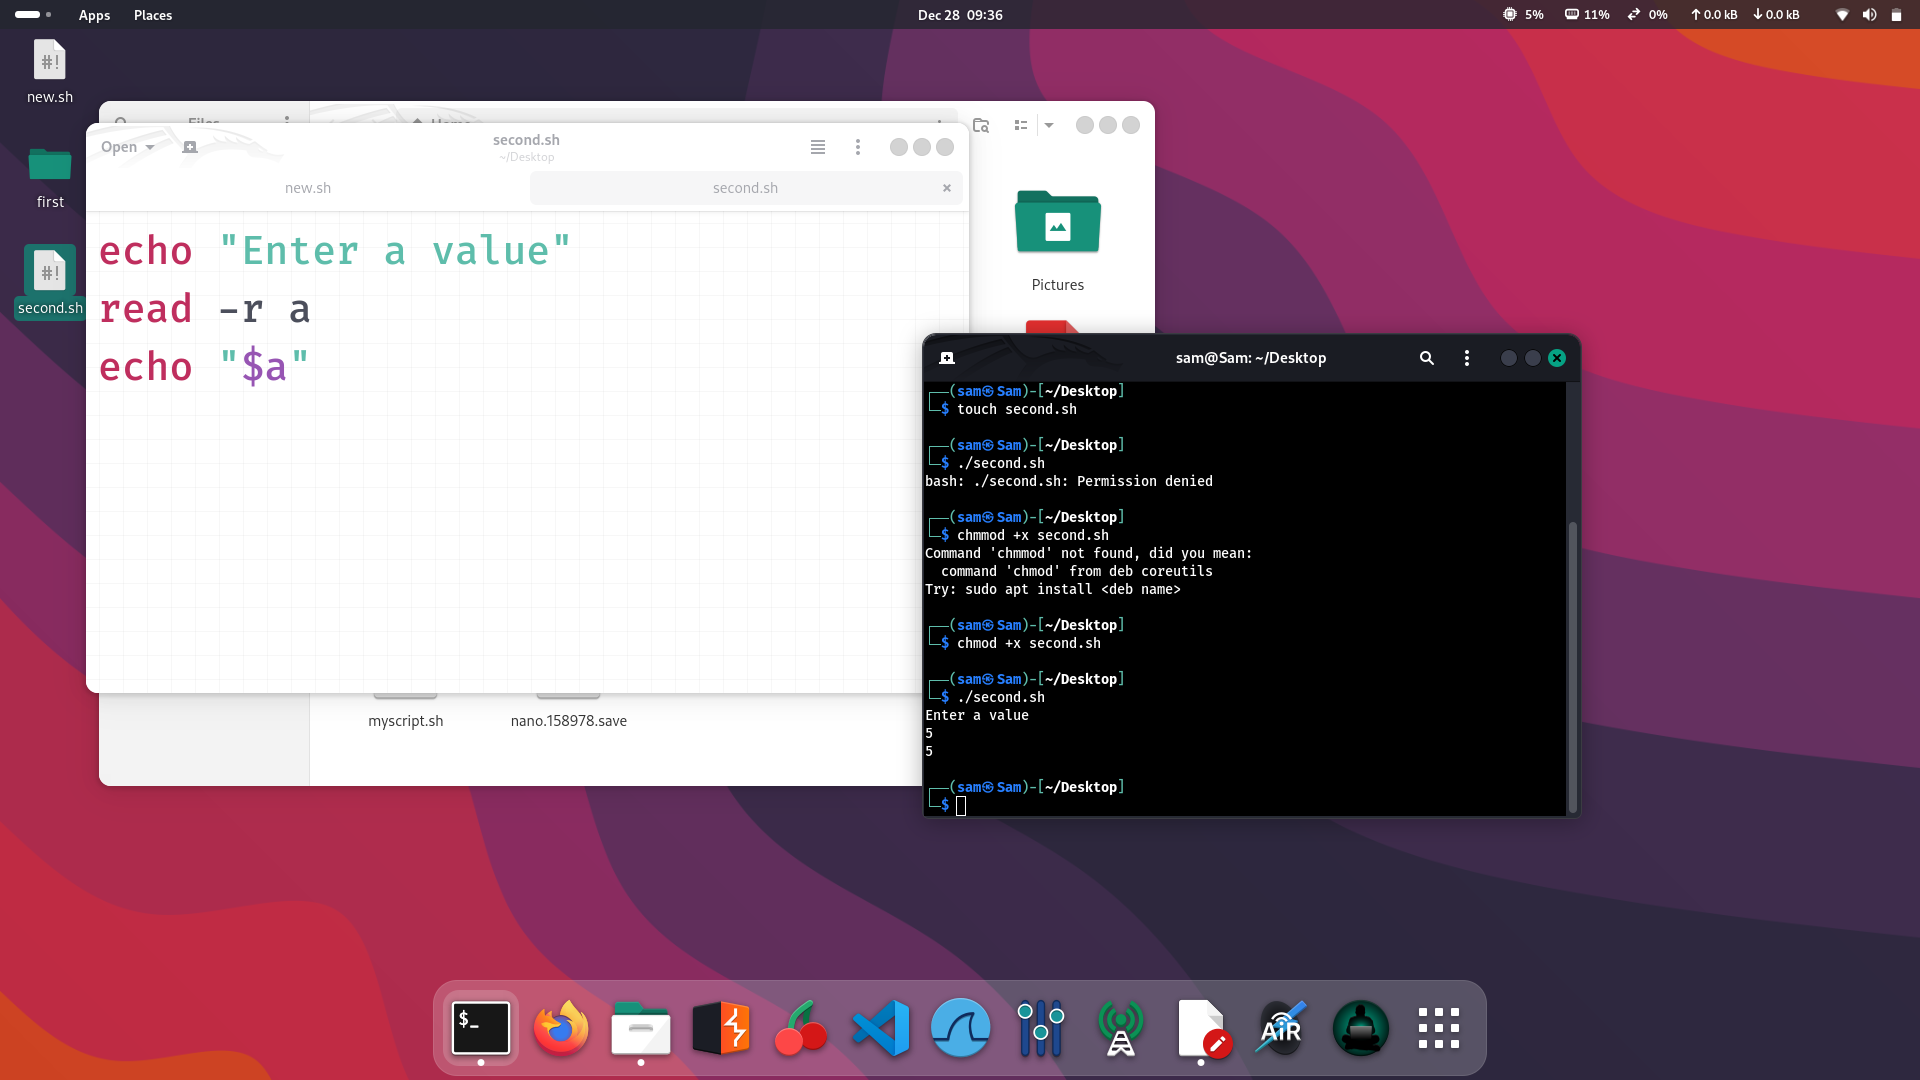 Apps Places Dec 28 09:36 5% 11% 0% 0.0 kB 0.0 kB
#!
new.sh
first
#!
second.sh
Files Home
Open second.sh
~/Desktop
new.sh second.sh
echo "Enter a value"
read -r a
echo "$a"
Pictures
myscript.sh nano.158978.save
sam@Sam: ~/Desktop
(sam㉿Sam)-[~/Desktop]
$ touch second.sh
(sam㉿Sam)-[~/Desktop]
$ ./second.sh
bash: ./second.sh: Permission denied
(sam㉿Sam)-[~/Desktop]
$ chmmod +x second.sh
Command 'chmmod' not found, did you mean:
command 'chmod' from deb coreutils
Try: sudo apt install <deb name>
(sam㉿Sam)-[~/Desktop]
$ chmod +x second.sh
(sam㉿Sam)-[~/Desktop]
$ ./second.sh
Enter a value
5
5
(sam㉿Sam)-[~/Desktop]
$
$_
AiR